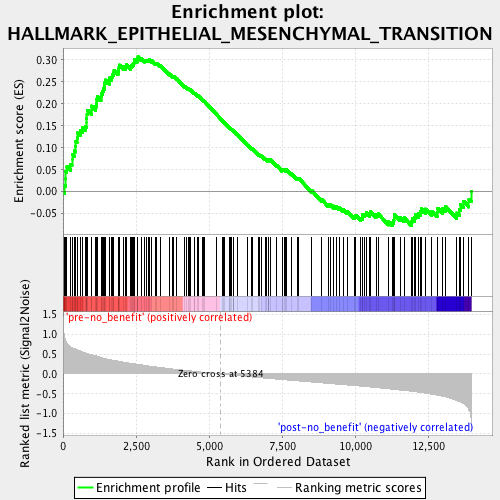 Enrichment plot:
HALLMARK_EPITHELIAL_MESENCHYMAL_TRANSITION
Enrichment score (ES)
0.30
0.25
0.20
0.15
0.10
0.05
0.00
-0.05
'pre-no_benefit' (positively correlated)
Ranked list metric (Signal2Noise)
1.5
1.0
0.5
0.0
-0.5
-1.0
-1.5
Zero cross at 5384
'post-no_benefit' (negatively correlated)
0
2,500
5,000
7,500
10,000
12,500
Rank in Ordered Dataset
Enrichment profile
Hits
Ranking metric scores